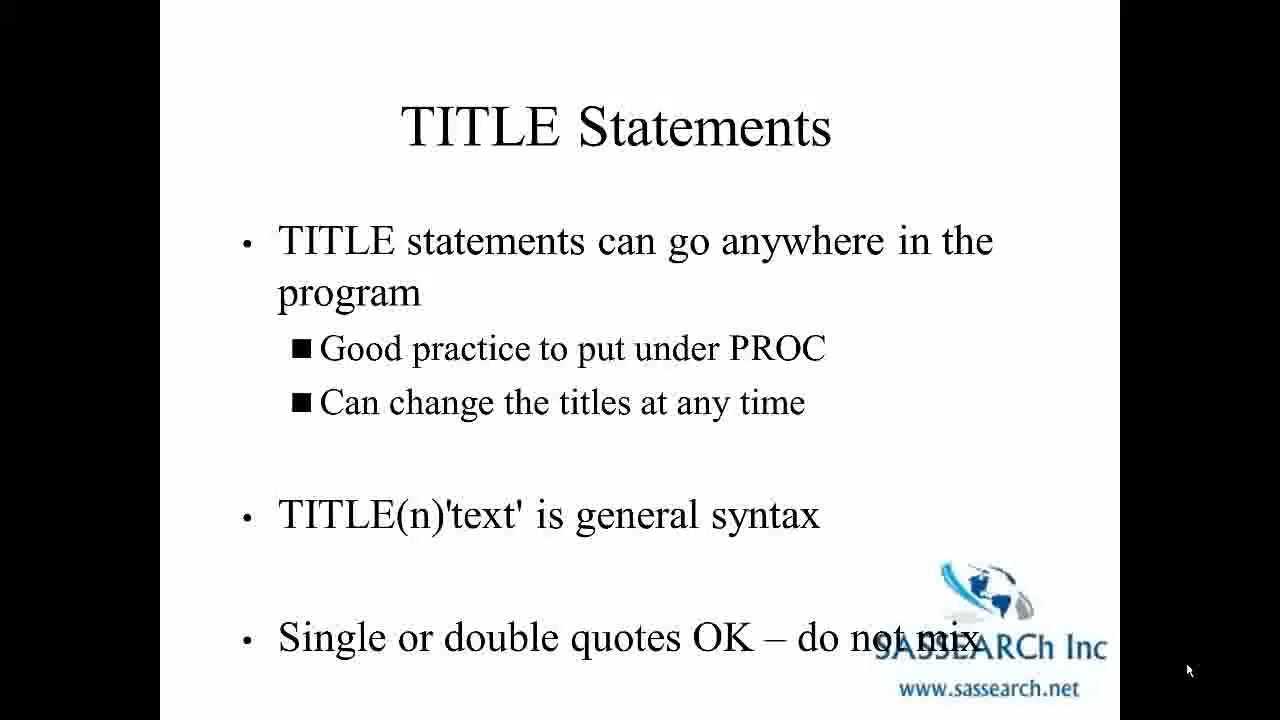 TITLE Statements
• TITLE statements can go anywhere in the
program
■ Good practice to put under PROC
■ Can change the titles at any time
• TITLE(n)'text' is general syntax
• Single or double quotes OK – do not mix
SASSEARCh Inc
www.sassearch.net